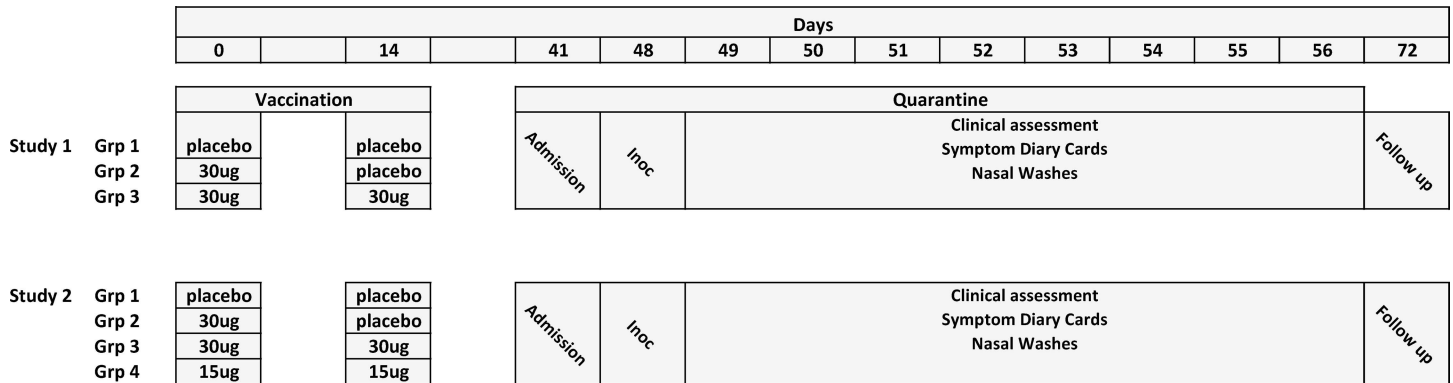 Days
0 14 41 48 49 50 51 52 53 54 55 56 72
Vaccination Quarantine
Clinical assessment
Study 1 Grp 1 placebo placebo Admission Inoc Symptom Diary Cards Follow up
Grp 2 30ug placebo Nasal Washes
Grp 3 30ug 30ug
Study 2 Grp 1 placebo placebo Clinical assessment
Grp 2 30ug placebo Admission Inoc Symptom Diary Cards Follow up
Grp 3 30ug 30ug Nasal Washes
Grp 4 15ug 15ug